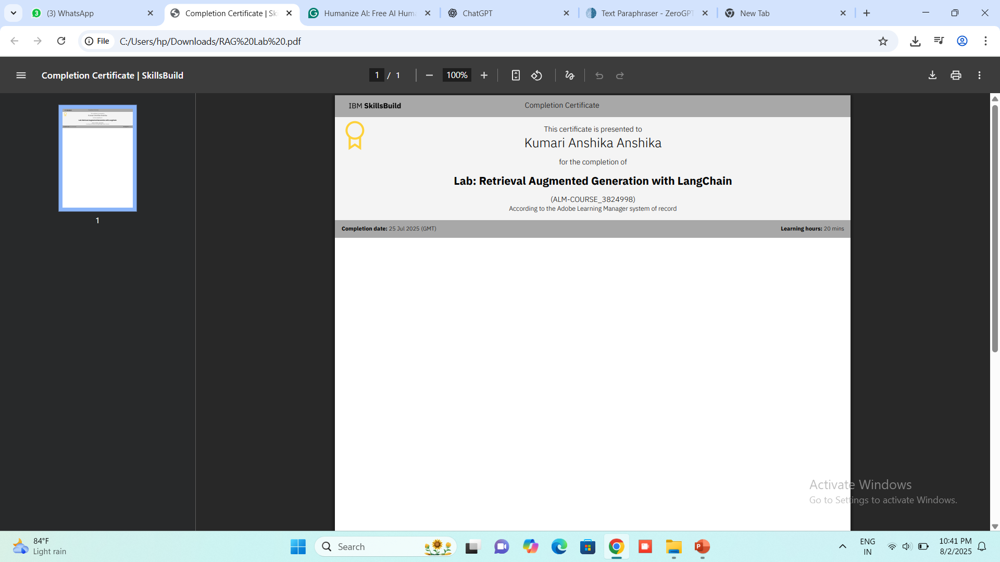 3 (3) WhatsApp
Completion Certificate | Sk
Humanize AI: Free AI Huma
ChatGPT
Text Paraphraser - ZeroGPT
New Tab
File C:/Users/hp/Downloads/RAG%20Lab%20.pdf
Completion Certificate | SkillsBuild
1 / 1
100%
1
IBM SkillsBuild Completion Certificate
This certificate is presented to
Kumari Anshika Anshika
for the completion of
Lab: Retrieval Augmented Generation with LangChain
(ALM-COURSE_3824998)
According to the Adobe Learning Manager system of record
Completion date: 25 Jul 2025 (GMT) Learning hours: 20 mins
Activate Windows
Go to Settings to activate Windows.
84°F
Light rain
Search
ENG
IN
10:41 PM
8/2/2025